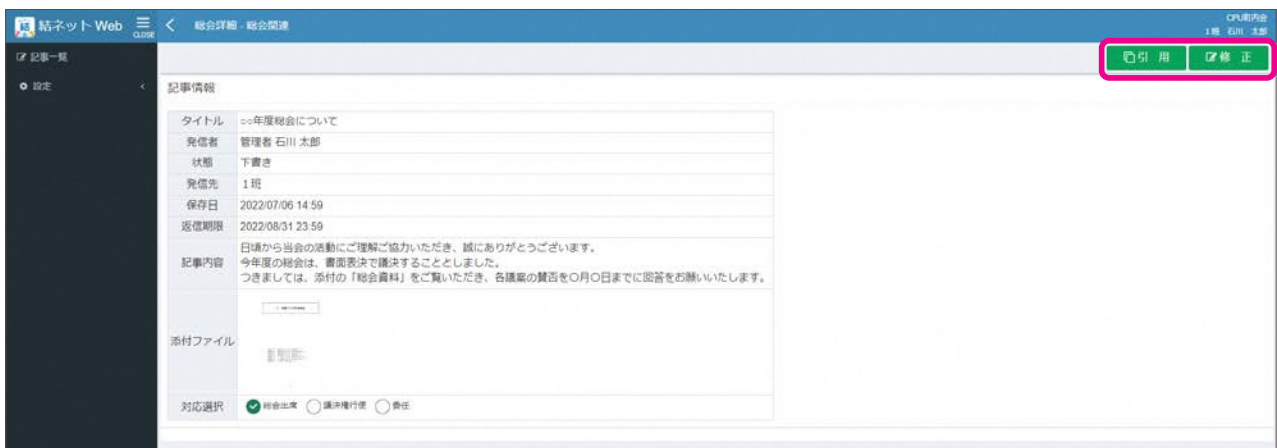 結ネット Web
CLOSE
総会詳細 - 総会関連
CPU町内会
1班 石川 太郎
記事一覧
設定
引 用
修 正
記事情報
タイトル ○○年度総会について
発信者 管理者 石川 太郎
状態 下書き
発信先 1班
保存日 2022/07/06 14:59
返信期限 2022/08/31 23:59
記事内容 日頃から当会の活動にご理解ご協力いただき、誠にありがとうございます。
今年度の総会は、書面表決で議決することとしました。
つきましては、添付の「総会資料」をご覧いただき、各議案の賛否を〇月〇日までに回答をお願いいたします。
添付ファイル
対応選択 総会出席 議決権行使 委任